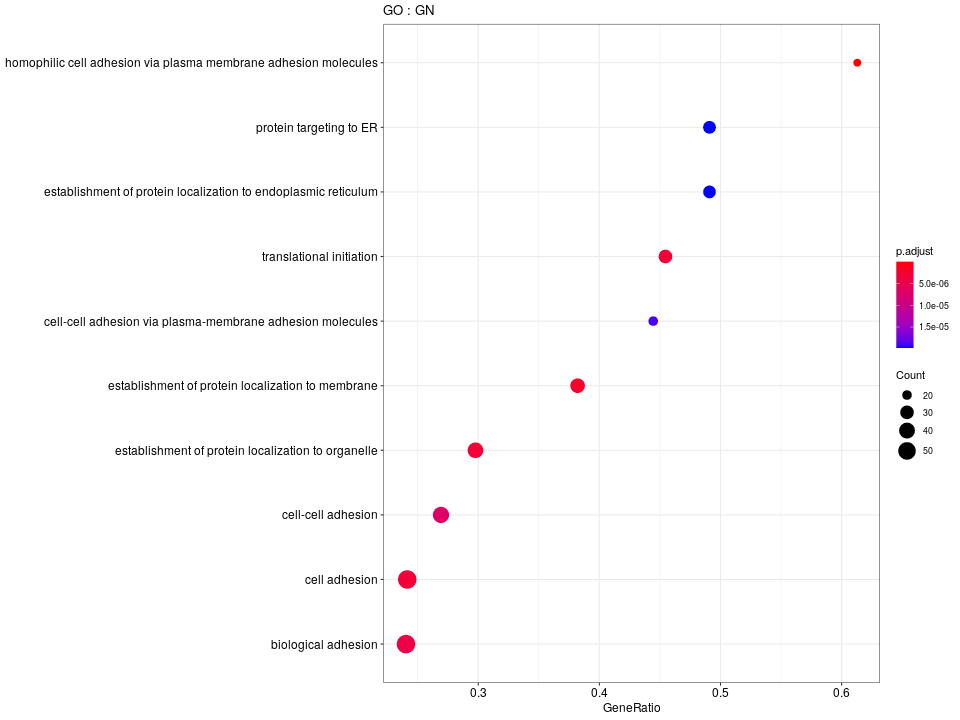 GO : GN
homophilic cell adhesion via plasma membrane adhesion molecules
protein targeting to ER
establishment of protein localization to endoplasmic reticulum
translational initiation
cell-cell adhesion via plasma-membrane adhesion molecules
establishment of protein localization to membrane
establishment of protein localization to organelle
cell-cell adhesion
cell adhesion
biological adhesion
0.3 0.4 0.5 0.6
GeneRatio
p.adjust
5.0e-06
1.0e-05
1.5e-05
Count
20
30
40
50